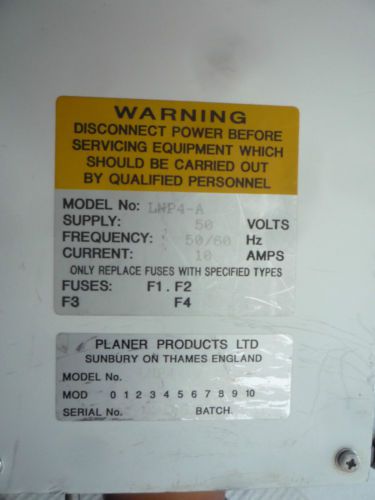 WARNING
DISCONNECT POWER BEFORE
SERVICING EQUIPMENT WHICH
SHOULD BE CARRIED OUT
BY QUALIFIED PERSONNEL
MODEL No: LNP4-A
SUPPLY: 50 VOLTS
FREQUENCY: 50/60 Hz
CURRENT: 10 AMPS
ONLY REPLACE FUSES WITH SPECIFIED TYPES
FUSES: F1. F2
F3 F4
PLANER PRODUCTS LTD
SUNBURY ON THAMES ENGLAND
MODEL No.
MOD 0 1 2 3 4 5 6 7 8 9 10
SERIAL No. BATCH.